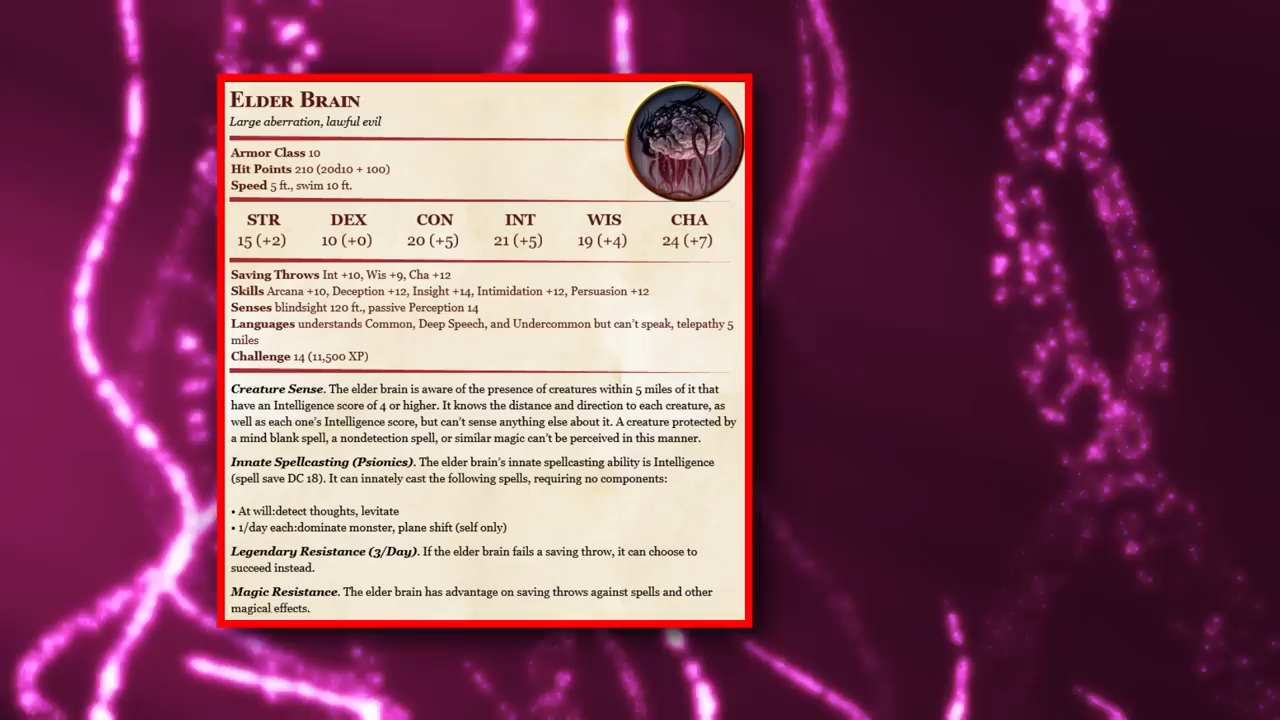 Elder Brain
Large aberration, lawful evil
Armor Class 10
Hit Points 210 (20d10 + 100)
Speed 5 ft., swim 10 ft.
STR DEX CON INT WIS CHA
15 (+2) 10 (+0) 20 (+5) 21 (+5) 19 (+4) 24 (+7)
Saving Throws Int +10, Wis +9, Cha +12
Skills Arcana +10, Deception +12, Insight +14, Intimidation +12, Persuasion +12
Senses blindsight 120 ft., passive Perception 14
Languages understands Common, Deep Speech, and Undercommon but can't speak, telepathy 5
miles
Challenge 14 (11,500 XP)
Creature Sense. The elder brain is aware of the presence of creatures within 5 miles of it that
have an Intelligence score of 4 or higher. It knows the distance and direction to each creature, as
well as each one's Intelligence score, but can't sense anything else about it. A creature protected by
a mind blank spell, a nondetection spell, or similar magic can't be perceived in this manner.
Innate Spellcasting (Psionics). The elder brain's innate spellcasting ability is Intelligence
(spell save DC 18). It can innately cast the following spells, requiring no components:
• At will:detect thoughts, levitate
• 1/day each:dominate monster, plane shift (self only)
Legendary Resistance (3/Day). If the elder brain fails a saving throw, it can choose to
succeed instead.
Magic Resistance. The elder brain has advantage on saving throws against spells and other
magical effects.